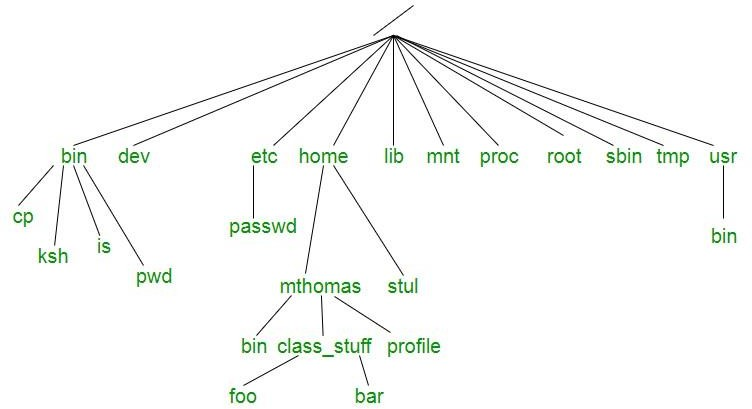 /
bin dev etc home lib mnt proc root sbin tmp usr
cp
passwd
bin
ksh
is
pwd
mthomas stul
bin class_stuff profile
foo bar